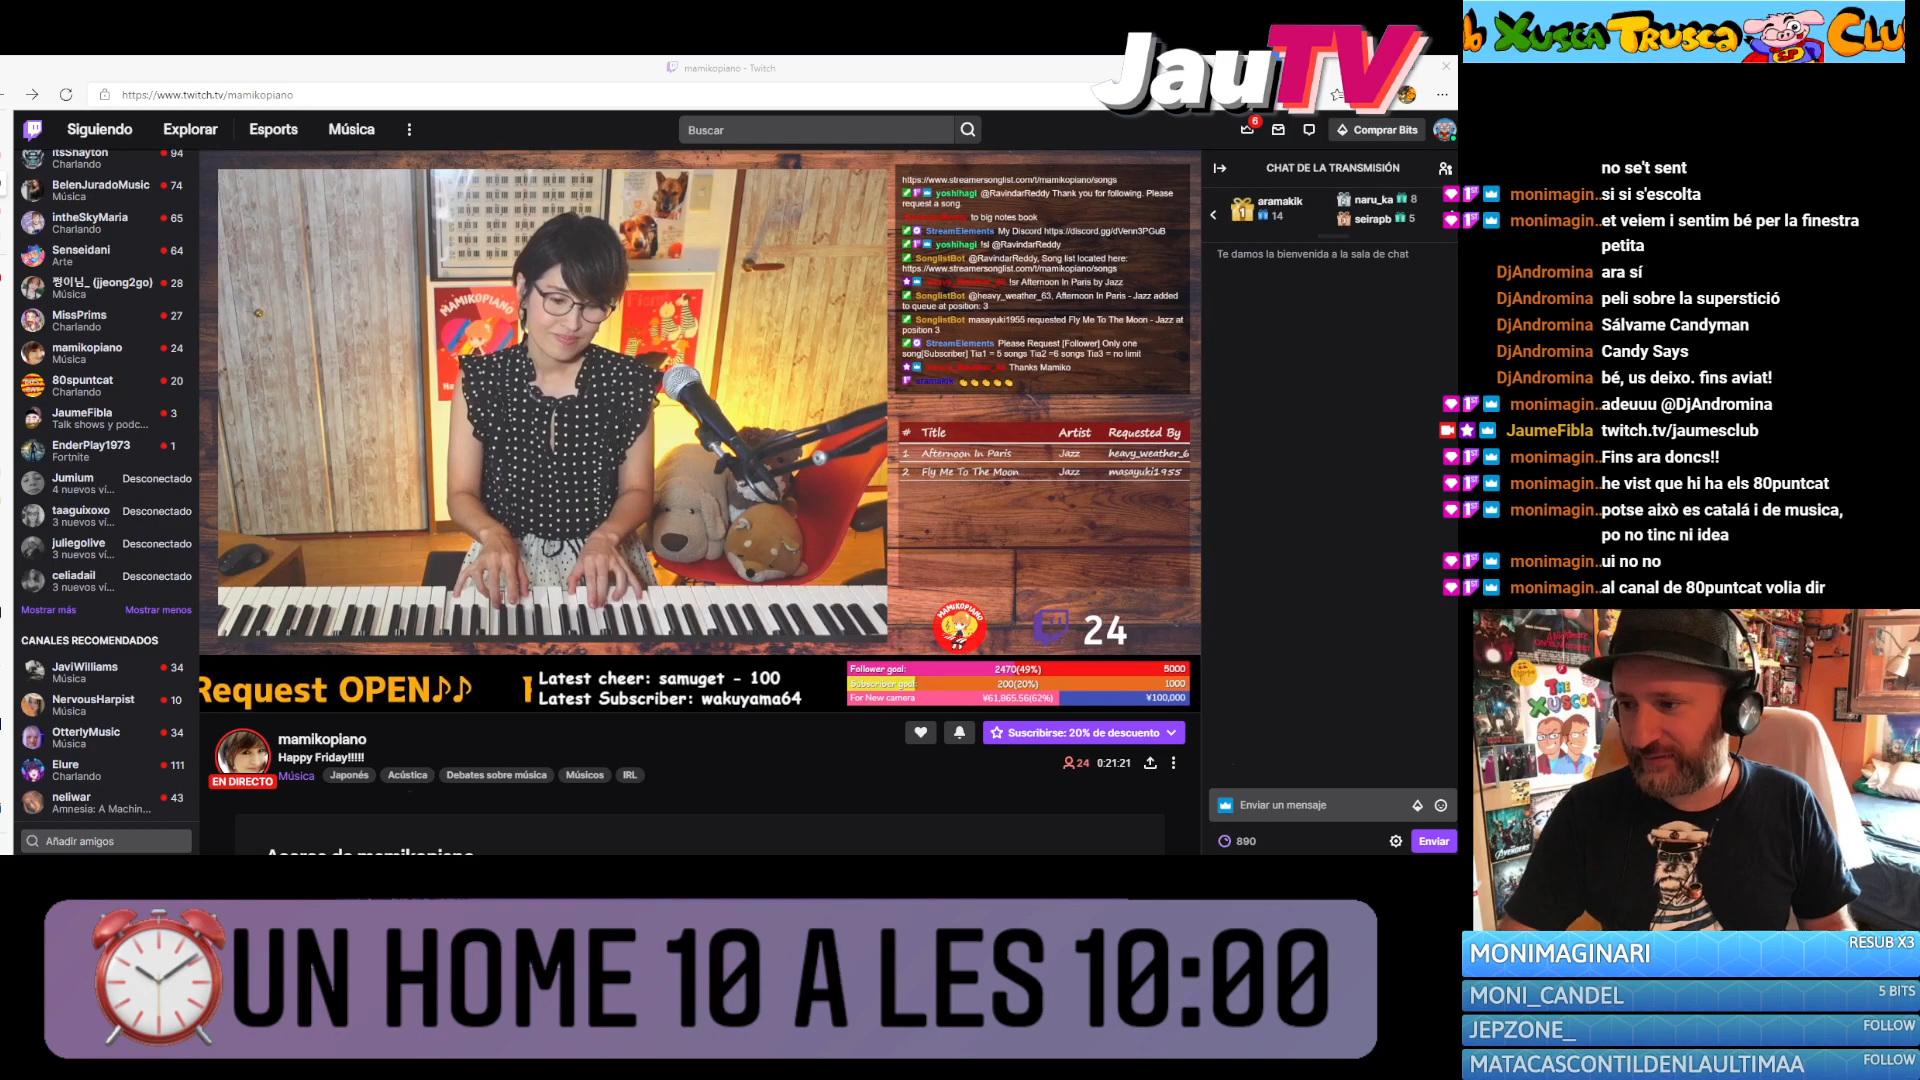 JauTV
Xusca Trusca Clu
mamikopiano - Twitch
https://www.twitch.tv/mamikopiano
Siguiendo
Explorar
Esports
Música
Buscar
6
Comprar Bits
itsShayton 94
Charlando
BelenJuradoMusic 74
Música
intheSkyMaria 65
Charlando
Senseidani 64
Arte
쩡이님_ (jjeong2go) 28
Música
MissPrims 27
Charlando
mamikopiano 24
Música
80spuntcat 20
Charlando
JaumeFibla 3
Talk shows y podc...
EnderPlay1973 1
Fortnite
Jumium Desconectado
4 nuevos ví...
taaguixoxo Desconectado
3 nuevos ví...
juliegolive Desconectado
3 nuevos ví...
celiadail Desconectado
3 nuevos ví...
Mostrar más Mostrar menos
CANALES RECOMENDADOS
JaviWilliams 34
Música
NervousHarpist 10
Música
OtterlyMusic 34
Música
Elure 111
Charlando
neliwar 43
Amnesia: A Machin...
Añadir amigos
MAMIKOPIANO
https://www.streamersonglist.com/t/mamikopiano/songs
yoshihagi @RavindarReddy Thank you for following. Please
request a song.
to big notes book
StreamElements My Discord https://discord.gg/dVenn3PGuB
yoshihagi !sl @RavindarReddy
SonglistBot @RavindarReddy, Song list located here:
https://www.streamersonglist.com/t/mamikopiano/songs
!sr Afternoon In Paris by Jazz
SonglistBot @heavy_weather_63, Afternoon In Paris - Jazz added
to queue at position: 3
SonglistBot masayuki1955 requested Fly Me To The Moon - Jazz at
position 3
StreamElements Please Request [Follower] Only one
song[Subscriber] Tia1 = 5 songs Tia2 =6 songs Tia3 = no limit
Thanks Mamiko
aramakik
# Title Artist Requested By
1 Afternoon In Paris Jazz heavy_weather_6
2 Fly Me To The Moon Jazz masayuki1955
MAMIKOPIANO
24
Request OPEN♪♪
Latest cheer: samuget - 100
Latest Subscriber: wakuyama64
Follower goal: 2470(49%) 5000
Subscriber goal: 200(20%) 1000
For New camera ¥61,865.56(62%) ¥100,000
mamikopiano
Happy Friday!!!!!
EN DIRECTO
Música Japonés Acústica Debates sobre música Músicos IRL
Suscribirse: 20% de descuento
24 0:21:21
Acerca de mamikopiano
CHAT DE LA TRANSMISIÓN
1 aramakik 14
naru_ka 8
seirapb 5
Te damos la bienvenida a la sala de chat
Enviar un mensaje
890
Enviar
no se't sent
monimagin.. si si s'escolta
monimagin.. et veiem i sentim bé per la finestra
petita
DjAndromina ara sí
DjAndromina peli sobre la superstició
DjAndromina Sálvame Candyman
DjAndromina Candy Says
DjAndromina bé, us deixo. fins aviat!
monimagin.. adeuuu @DjAndromina
JaumeFibla twitch.tv/jaumesclub
monimagin.. Fins ara doncs!!
monimagin.. he vist que hi ha els 80puntcat
monimagin.. potse això es catalá i de musica,
po no tinc ni idea
monimagin.. ui no no
monimagin.. al canal de 80puntcat volia dir
THE
XUSCOS
AVENGERS
UN HOME 10 A LES 10:00
MONIMAGINARI RESUB X3
MONI_CANDEL 5 BITS
JEPZONE_ FOLLOW
MATACASCONTILDENLAULTIMAA FOLLOW